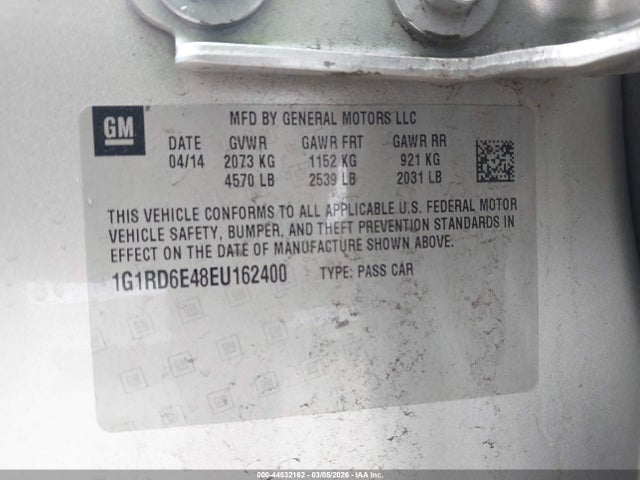 GM
MFD BY GENERAL MOTORS LLC
DATE GVWR GAWR FRT GAWR RR
04/14 2073 KG 1152 KG 921 KG
4570 LB 2539 LB 2031 LB
THIS VEHICLE CONFORMS TO ALL APPLICABLE U.S. FEDERAL MOTOR
VEHICLE SAFETY, BUMPER, AND THEFT PREVENTION STANDARDS IN
EFFECT ON THE DATE OF MANUFACTURE SHOWN ABOVE.
1G1RD6E48EU162400 TYPE: PASS CAR
000-44532162 - 03/05/2026 - IAAI.COM